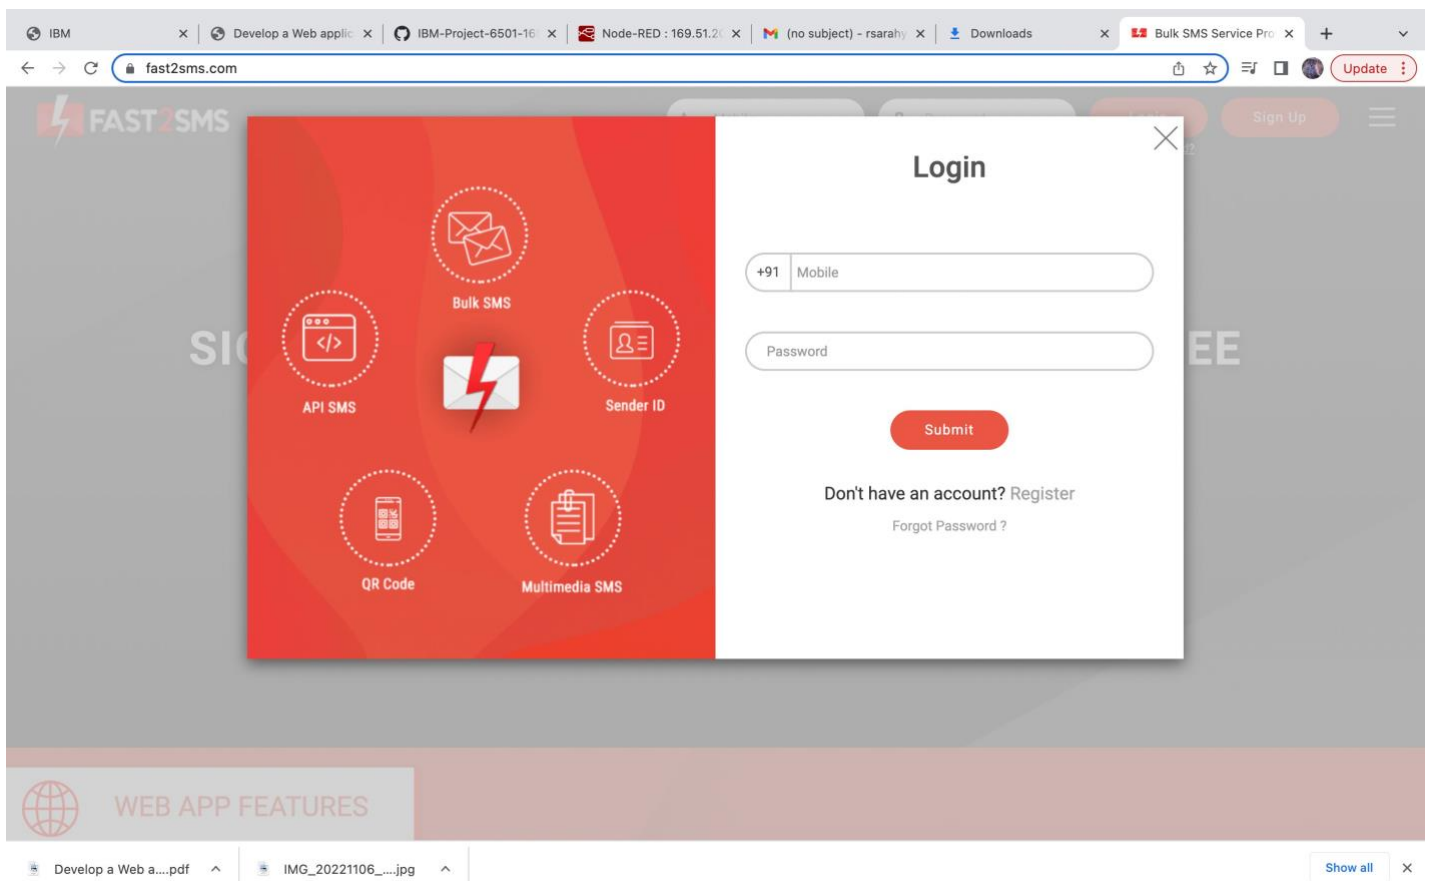 IBM
Develop a Web applic
IBM-Project-6501-16
Node-RED : 169.51.2
(no subject) - rsarahy
Downloads
Bulk SMS Service Pro
fast2sms.com
Update
FAST2SMS
Sign Up
Login
+91 Mobile
Password
Submit
Don't have an account? Register
Forgot Password ?
Bulk SMS
API SMS
Sender ID
QR Code
Multimedia SMS
EE
WEB APP FEATURES
Develop a Web a....pdf
IMG_20221106_....jpg
Show all